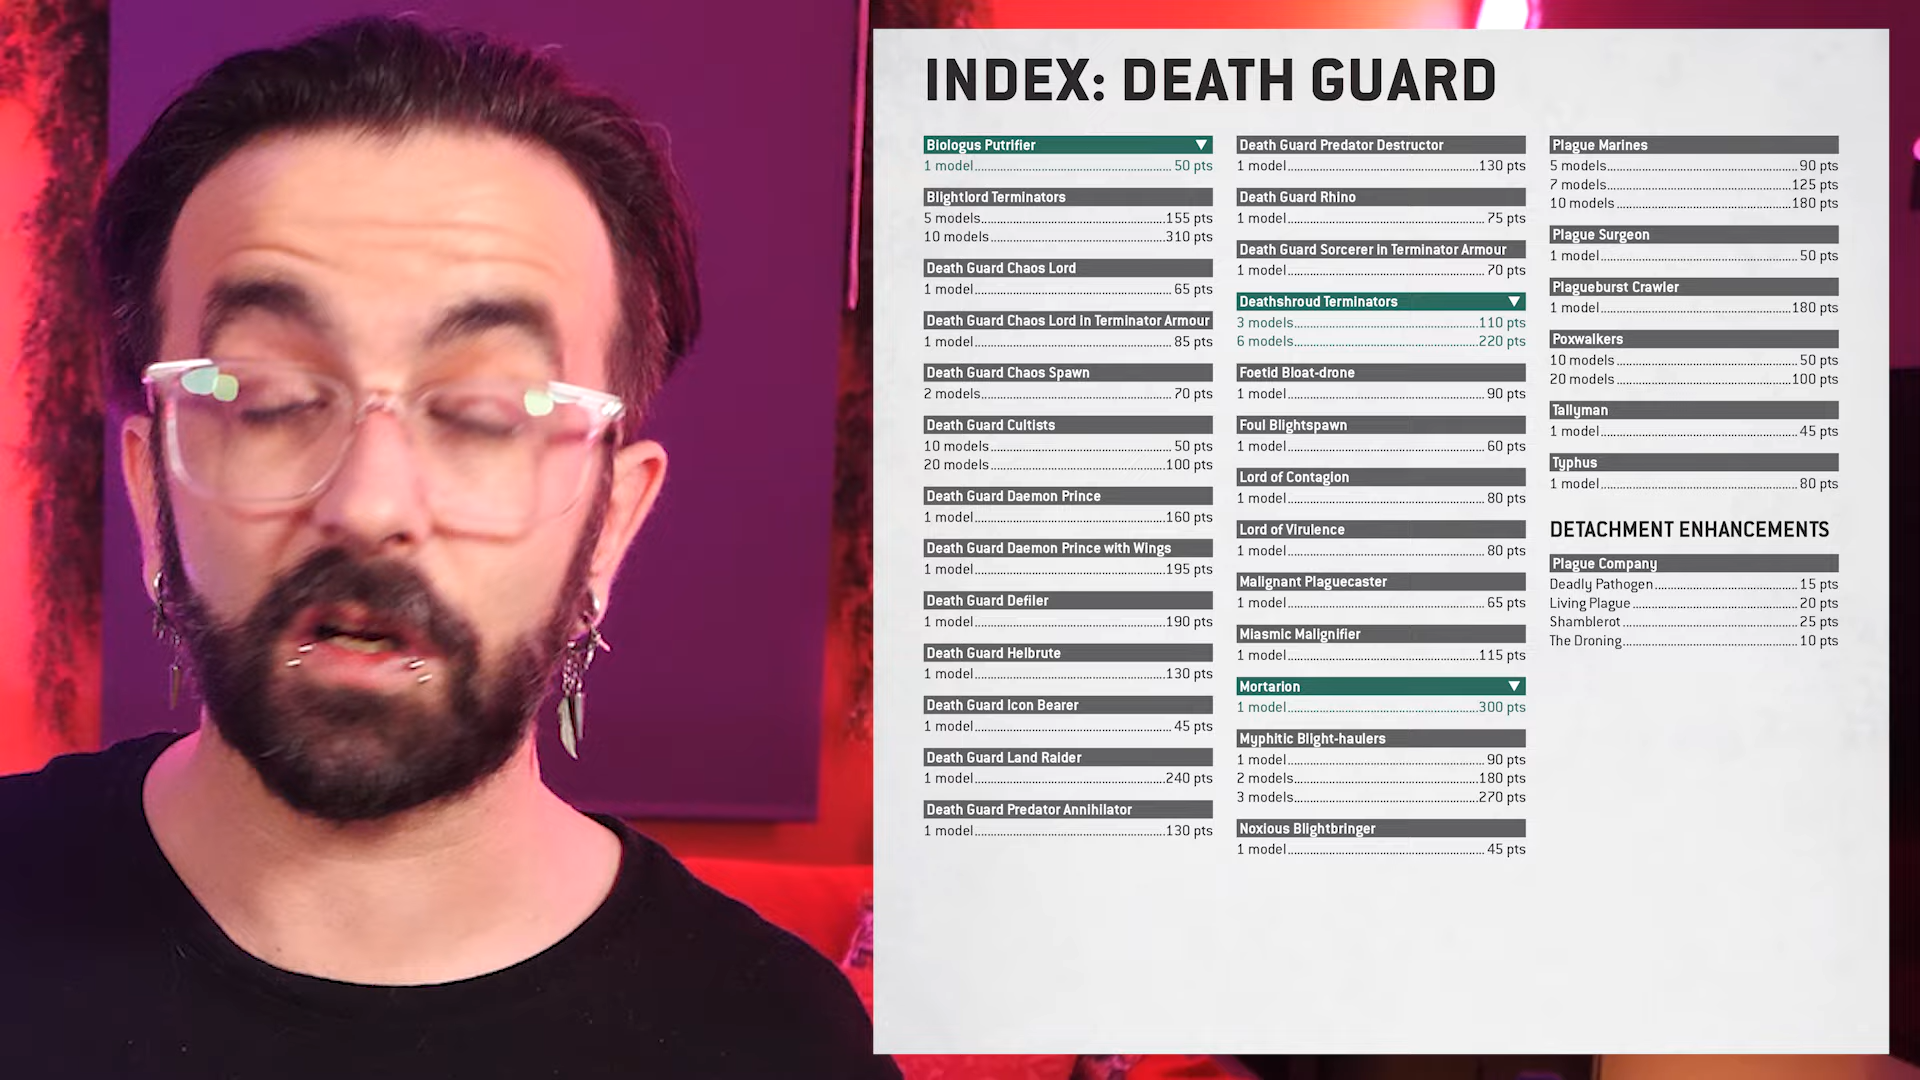 INDEX: DEATH GUARD
Biologus Putrifier ▼
1 model 50 pts
Blightlord Terminators
5 models 155 pts
10 models 310 pts
Death Guard Chaos Lord
1 model 65 pts
Death Guard Chaos Lord in Terminator Armour
1 model 85 pts
Death Guard Chaos Spawn
2 models 70 pts
Death Guard Cultists
10 models 50 pts
20 models 100 pts
Death Guard Daemon Prince
1 model 160 pts
Death Guard Daemon Prince with Wings
1 model 195 pts
Death Guard Defiler
1 model 190 pts
Death Guard Helbrute
1 model 130 pts
Death Guard Icon Bearer
1 model 45 pts
Death Guard Land Raider
1 model 240 pts
Death Guard Predator Annihilator
1 model 130 pts
Death Guard Predator Destructor
1 model 130 pts
Death Guard Rhino
1 model 75 pts
Death Guard Sorcerer in Terminator Armour
1 model 70 pts
Deathshroud Terminators ▼
3 models 110 pts
6 models 220 pts
Foetid Bloat-drone
1 model 90 pts
Foul Blightspawn
1 model 60 pts
Lord of Contagion
1 model 80 pts
Lord of Virulence
1 model 80 pts
Malignant Plaguecaster
1 model 65 pts
Miasmic Malignifier
1 model 115 pts
Mortarion ▼
1 model 300 pts
Myphitic Blight-haulers
1 model 90 pts
2 models 180 pts
3 models 270 pts
Noxious Blightbringer
1 model 45 pts
Plague Marines
5 models 90 pts
7 models 125 pts
10 models 180 pts
Plague Surgeon
1 model 50 pts
Plagueburst Crawler
1 model 180 pts
Poxwalkers
10 models 50 pts
20 models 100 pts
Tallyman
1 model 45 pts
Typhus
1 model 80 pts
DETACHMENT ENHANCEMENTS
Plague Company
Deadly Pathogen 15 pts
Living Plague 20 pts
Shamblerot 25 pts
The Droning 10 pts